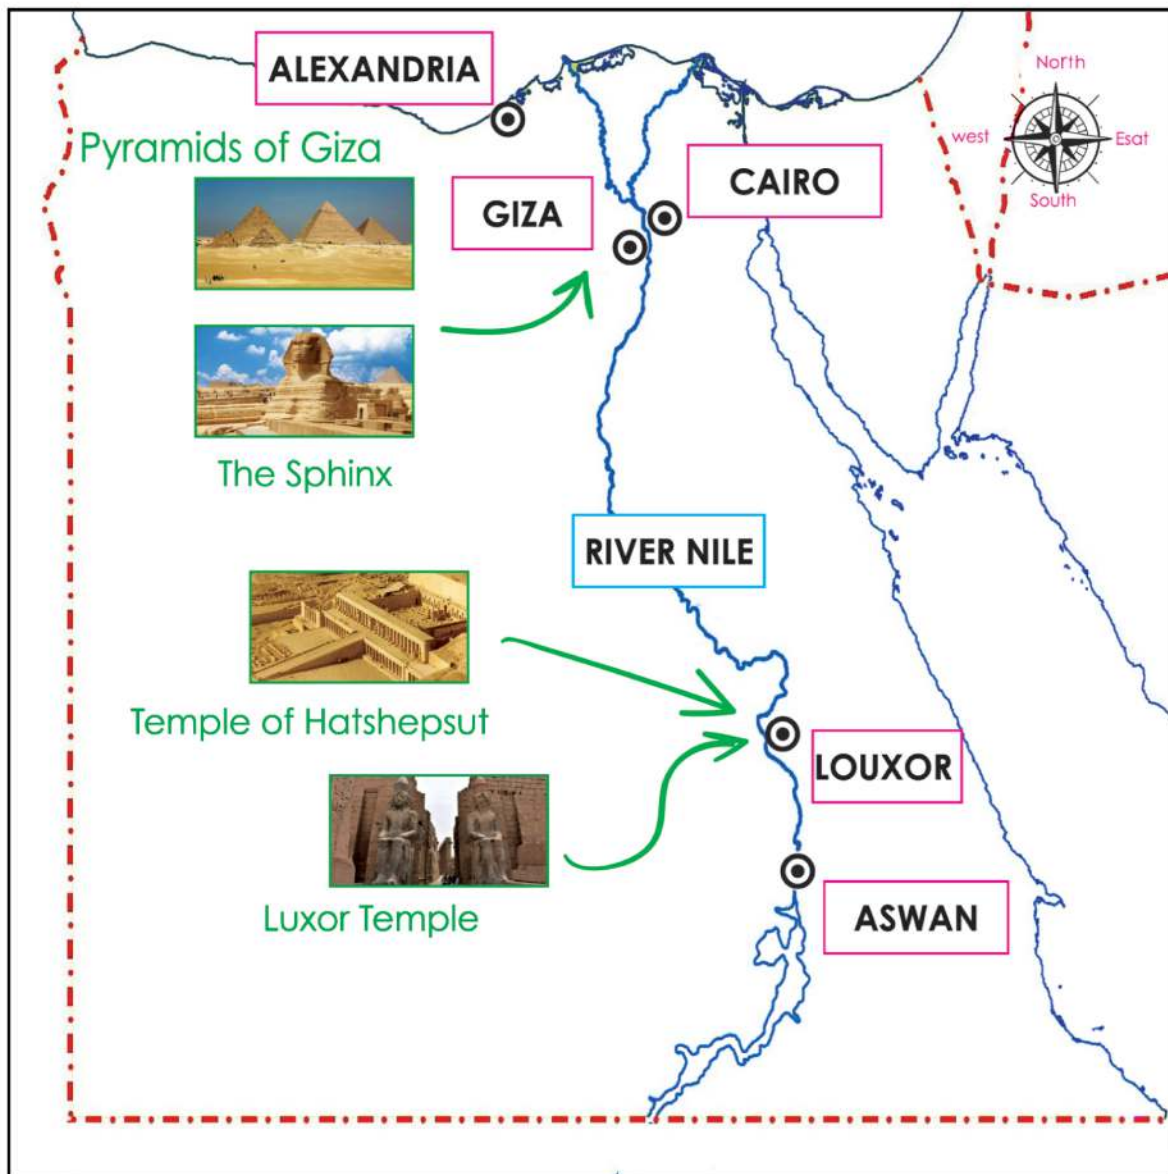 North
ALEXANDRIA
west
Esat
Pyramids of Giza
CAIRO
South
GIZA
The Sphinx
RIVER NILE
Temple of Hatshepsut
LOUXOR
Luxor Temple
ASWAN